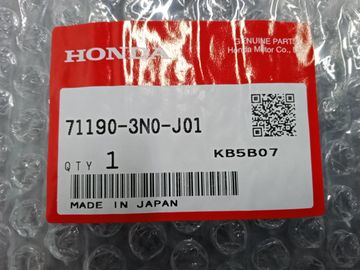 HONDA
GENUINE PARTS
Honda Motor Co.,
71190-3N0-J01
QTY 1
KB5B07
MADE IN JAPAN